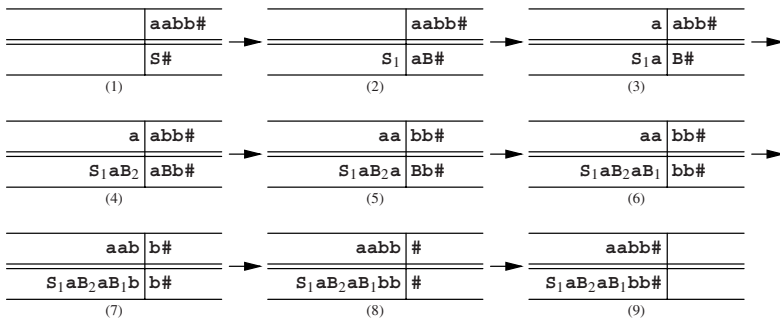 aabb# aabb# a abb#
S# S₁ aB# S₁a B#
(1) (2) (3)
a abb# aa bb# aa bb#
S₁aB₂ aBb# S₁aB₂a Bb# S₁aB₂aB₁ bb#
(4) (5) (6)
aab b# aabb # aabb#
S₁aB₂aB₁b b# S₁aB₂aB₁bb # S₁aB₂aB₁bb#
(7) (8) (9)